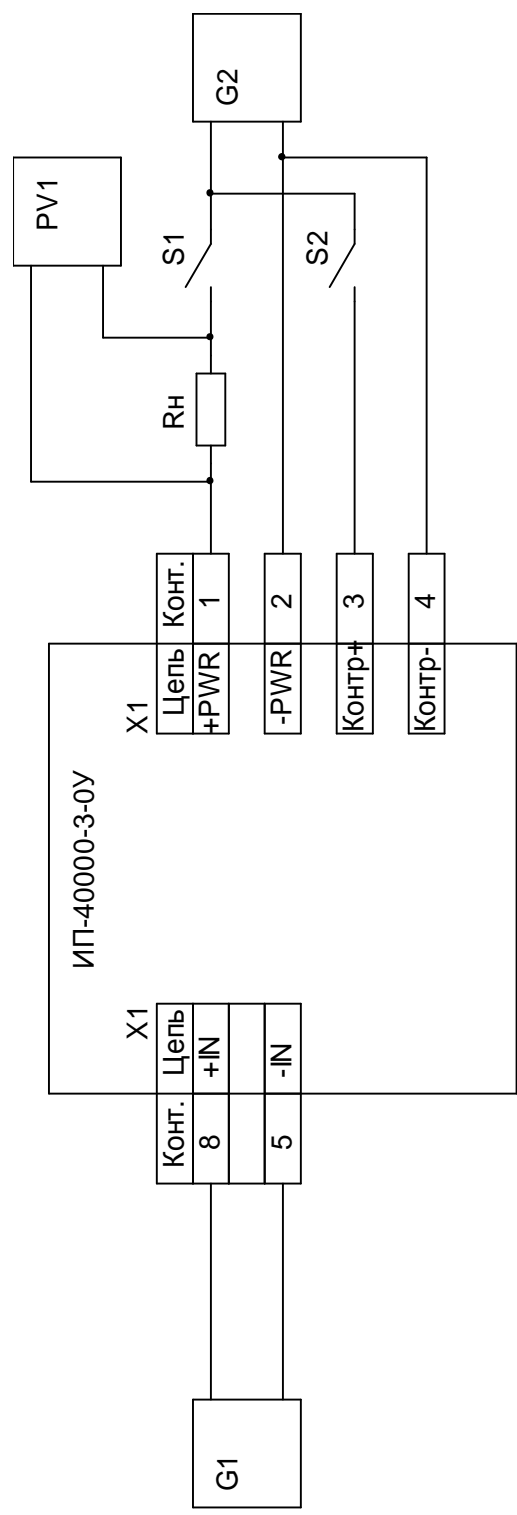 PV1
ИП-40000-3-0У
X1
X1
Конт. Цепь
Цепь Конт.
Rн
S1
G1
8 +IN
+PWR 1
G2
5 -IN
-PWR 2
S2
Контр+ 3
Контр- 4